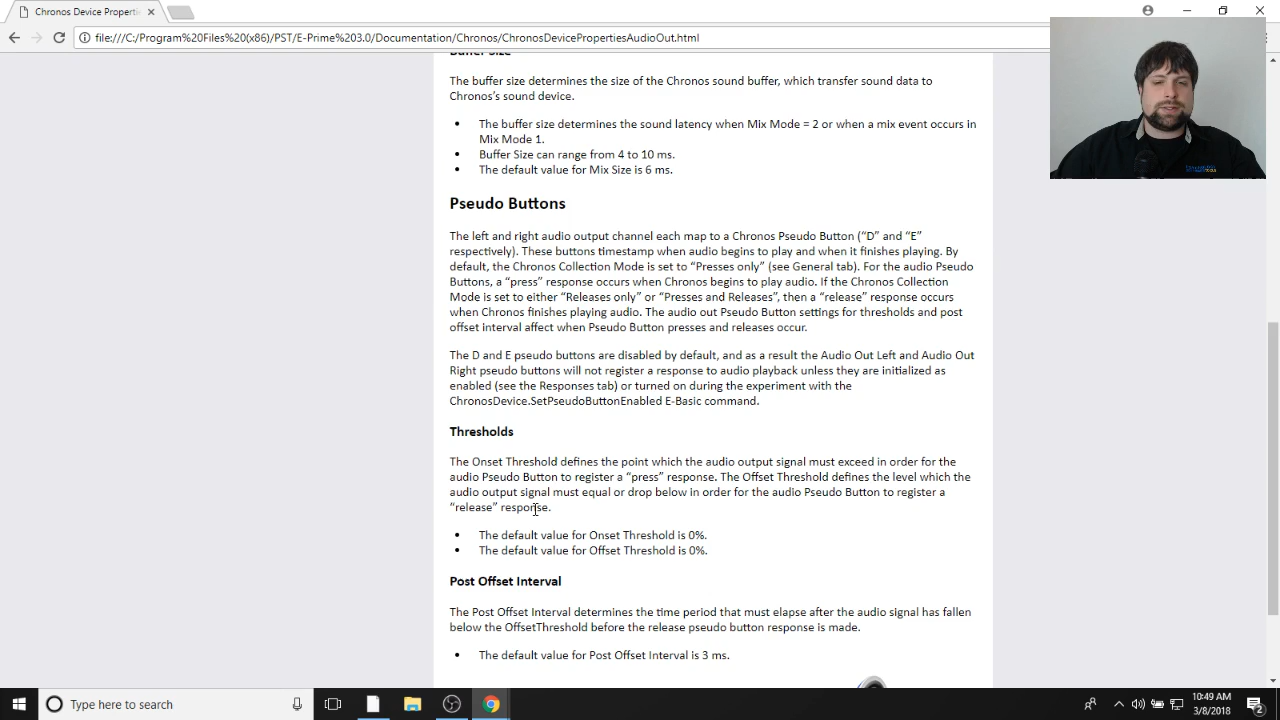 Chronos Device Properti
file:///C:/Program%20Files%20(x86)/PST/E-Prime%203.0/Documentation/Chronos/ChronosDevicePropertiesAudioOut.html
Buffer Size
The buffer size determines the size of the Chronos sound buffer, which transfer sound data to
Chronos’s sound device.
• The buffer size determines the sound latency when Mix Mode = 2 or when a mix event occurs in
Mix Mode 1.
• Buffer Size can range from 4 to 10 ms.
• The default value for Mix Size is 6 ms.
Pseudo Buttons
The left and right audio output channel each map to a Chronos Pseudo Button (“D” and “E”
respectively). These buttons timestamp when audio begins to play and when it finishes playing. By
default, the Chronos Collection Mode is set to “Presses only” (see General tab). For the audio Pseudo
Buttons, a “press” response occurs when Chronos begins to play audio. If the Chronos Collection
Mode is set to either “Releases only” or “Presses and Releases”, then a “release” response occurs
when Chronos finishes playing audio. The audio out Pseudo Button settings for thresholds and post
offset interval affect when Pseudo Button presses and releases occur.
The D and E pseudo buttons are disabled by default, and as a result the Audio Out Left and Audio Out
Right pseudo buttons will not register a response to audio playback unless they are initialized as
enabled (see the Responses tab) or turned on during the experiment with the
ChronosDevice.SetPseudoButtonEnabled E-Basic command.
Thresholds
The Onset Threshold defines the point which the audio output signal must exceed in order for the
audio Pseudo Button to register a “press” response. The Offset Threshold defines the level which the
audio output signal must equal or drop below in order for the audio Pseudo Button to register a
“release” response.
• The default value for Onset Threshold is 0%.
• The default value for Offset Threshold is 0%.
Post Offset Interval
The Post Offset Interval determines the time period that must elapse after the audio signal has fallen
below the OffsetThreshold before the release pseudo button response is made.
• The default value for Post Offset Interval is 3 ms.
Type here to search
10:49 AM
3/8/2018
2